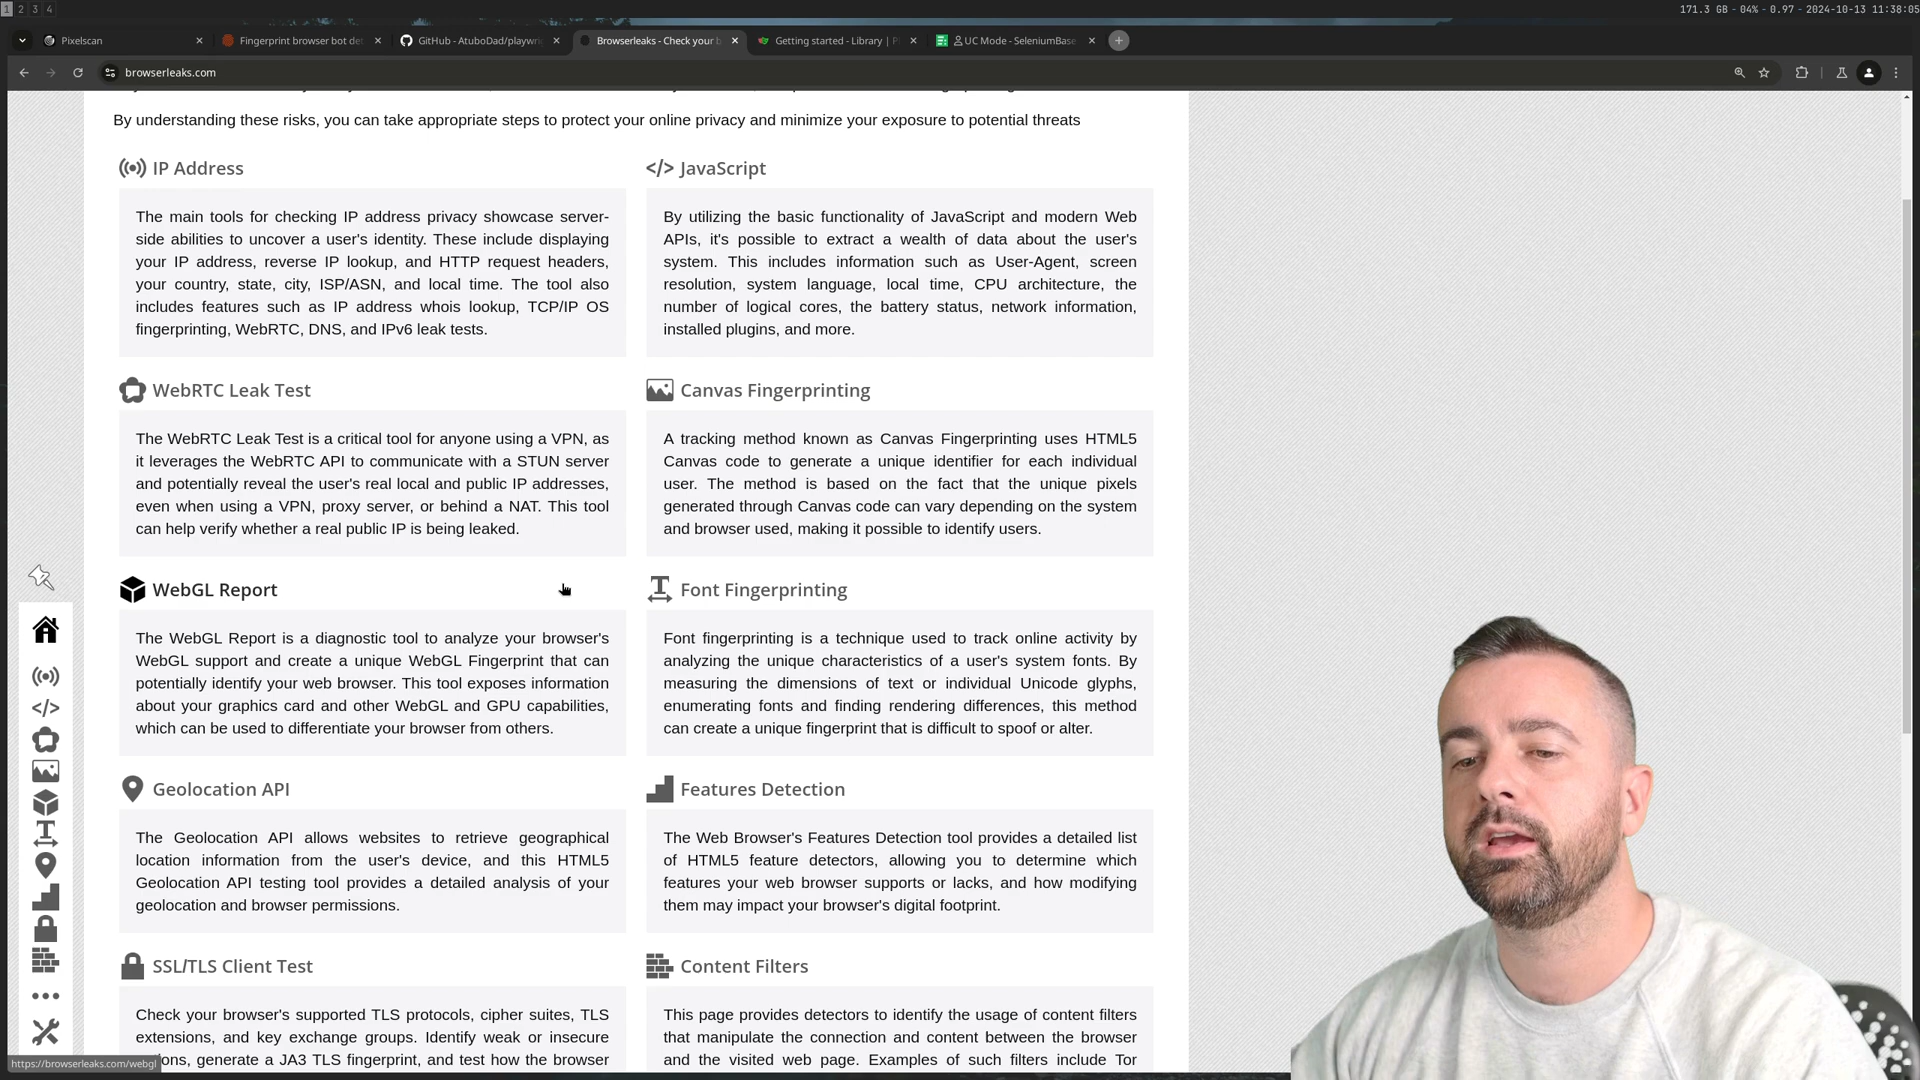 1 2 3 4
171.3 GB - 04% - 0.97 - 2024-10-13 11:38:05
Pixelscan
Fingerprint browser bot det
GitHub - AtuboDad/playwri
Browserleaks - Check your b
Getting started - Library | P
UC Mode - SeleniumBase
browserleaks.com
By understanding these risks, you can take appropriate steps to protect your online privacy and minimize your exposure to potential threats
IP Address
The main tools for checking IP address privacy showcase server-
side abilities to uncover a user's identity. These include displaying
your IP address, reverse IP lookup, and HTTP request headers,
your country, state, city, ISP/ASN, and local time. The tool also
includes features such as IP address whois lookup, TCP/IP OS
fingerprinting, WebRTC, DNS, and IPv6 leak tests.
JavaScript
By utilizing the basic functionality of JavaScript and modern Web
APIs, it's possible to extract a wealth of data about the user's
system. This includes information such as User-Agent, screen
resolution, system language, local time, CPU architecture, the
number of logical cores, the battery status, network information,
installed plugins, and more.
WebRTC Leak Test
The WebRTC Leak Test is a critical tool for anyone using a VPN, as
it leverages the WebRTC API to communicate with a STUN server
and potentially reveal the user's real local and public IP addresses,
even when using a VPN, proxy server, or behind a NAT. This tool
can help verify whether a real public IP is being leaked.
Canvas Fingerprinting
A tracking method known as Canvas Fingerprinting uses HTML5
Canvas code to generate a unique identifier for each individual
user. The method is based on the fact that the unique pixels
generated through Canvas code can vary depending on the system
and browser used, making it possible to identify users.
WebGL Report
The WebGL Report is a diagnostic tool to analyze your browser's
WebGL support and create a unique WebGL Fingerprint that can
potentially identify your web browser. This tool exposes information
about your graphics card and other WebGL and GPU capabilities,
which can be used to differentiate your browser from others.
Font Fingerprinting
Font fingerprinting is a technique used to track online activity by
analyzing the unique characteristics of a user's system fonts. By
measuring the dimensions of text or individual Unicode glyphs,
enumerating fonts and finding rendering differences, this method
can create a unique fingerprint that is difficult to spoof or alter.
Geolocation API
The Geolocation API allows websites to retrieve geographical
location information from the user's device, and this HTML5
Geolocation API testing tool provides a detailed analysis of your
geolocation and browser permissions.
Features Detection
The Web Browser's Features Detection tool provides a detailed list
of HTML5 feature detectors, allowing you to determine which
features your web browser supports or lacks, and how modifying
them may impact your browser's digital footprint.
SSL/TLS Client Test
Check your browser's supported TLS protocols, cipher suites, TLS
extensions, and key exchange groups. Identify weak or insecure
ons, generate a JA3 TLS fingerprint, and test how the browser
Content Filters
This page provides detectors to identify the usage of content filters
that manipulate the connection and content between the browser
and the visited web page. Examples of such filters include Tor
https://browserleaks.com/webgl